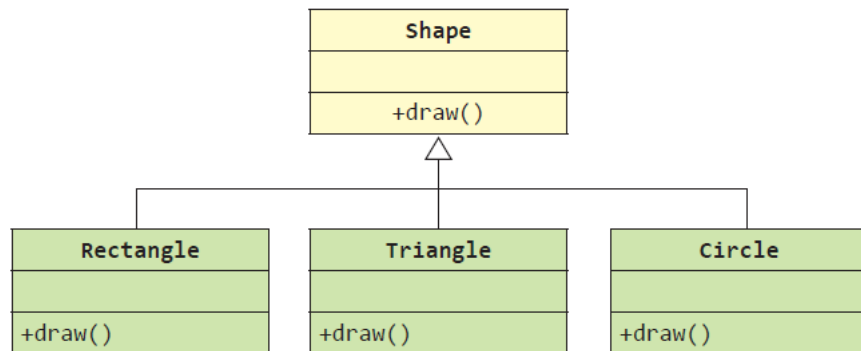 Shape
+draw()
Rectangle
Triangle
Circle
+draw()
+draw()
+draw()